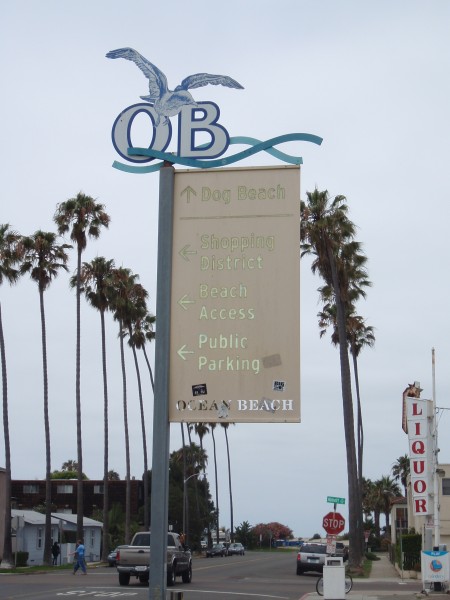 OB
↑ Dog Beach
← Shopping
District
← Beach
Access
← Public
Parking
OCEAN BEACH
LIQUOR
STOP